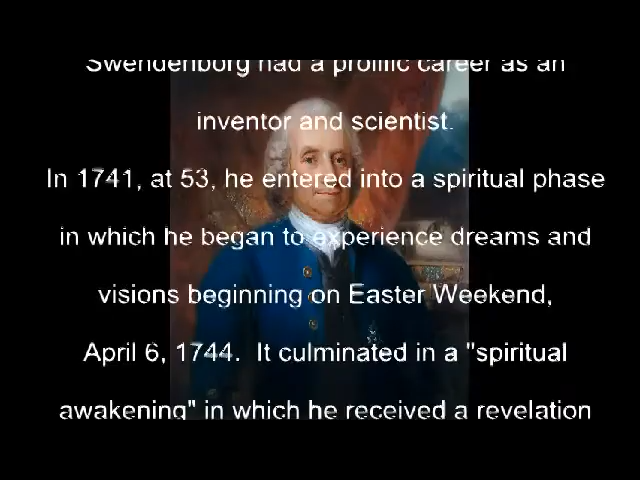 Swendenborg had a prolific career as an
inventor and scientist.
In 1741, at 53, he entered into a spiritual phase
in which he began to experience dreams and
visions beginning on Easter Weekend,
April 6, 1744. It culminated in a "spiritual
awakening" in which he received a revelation